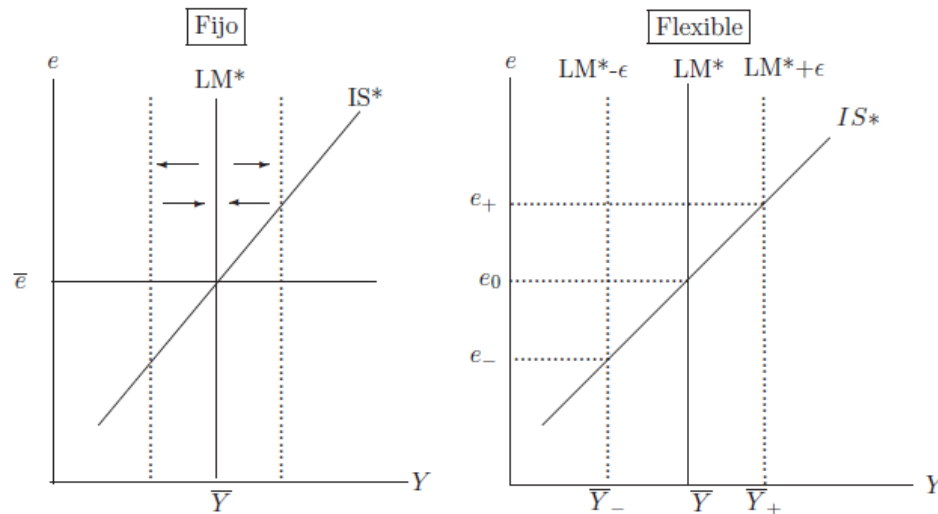 Fijo
e
LM*
IS*
e̅
Y̅
Y
Flexible
e
LM*-ϵ
LM*
LM*+ϵ
IS*
e₊
e₀
e₋
Y̅₋
Y̅
Y̅₊
Y